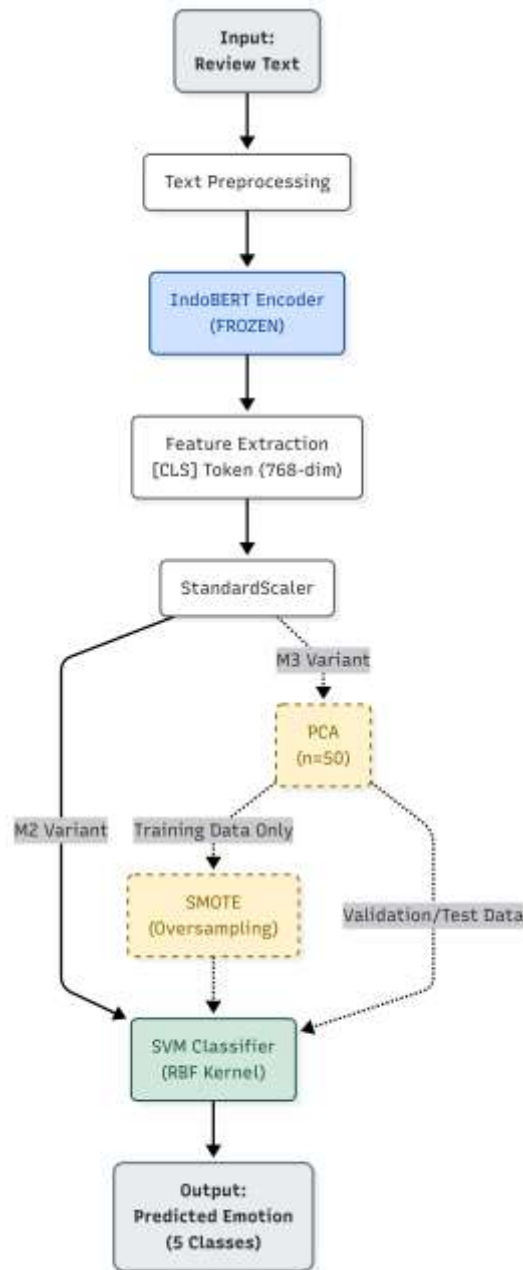 Input:
Review Text
Text Preprocessing
IndoBERT Encoder
(FROZEN)
Feature Extraction
[CLS] Token (768-dim)
StandardScaler
M3 Variant
PCA
(n=50)
M2 Variant
Training Data Only
SMOTE
(Oversampling)
Validation/Test Data
SVM Classifier
(RBF Kernel)
Output:
Predicted Emotion
(5 Classes)